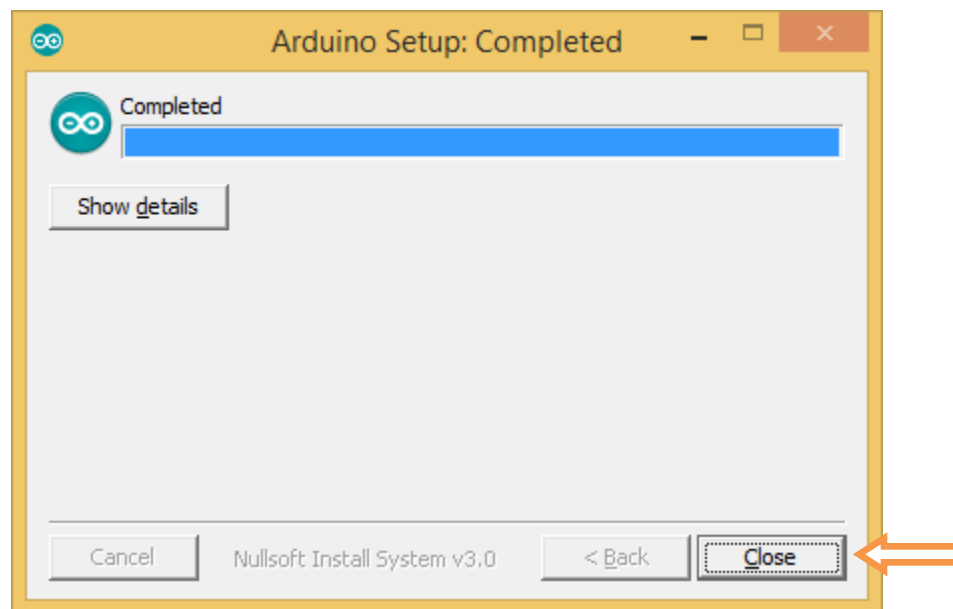 Arduino Setup: Completed
Completed
Show details
Cancel
Nullsoft Install System v3.0
< Back
Close